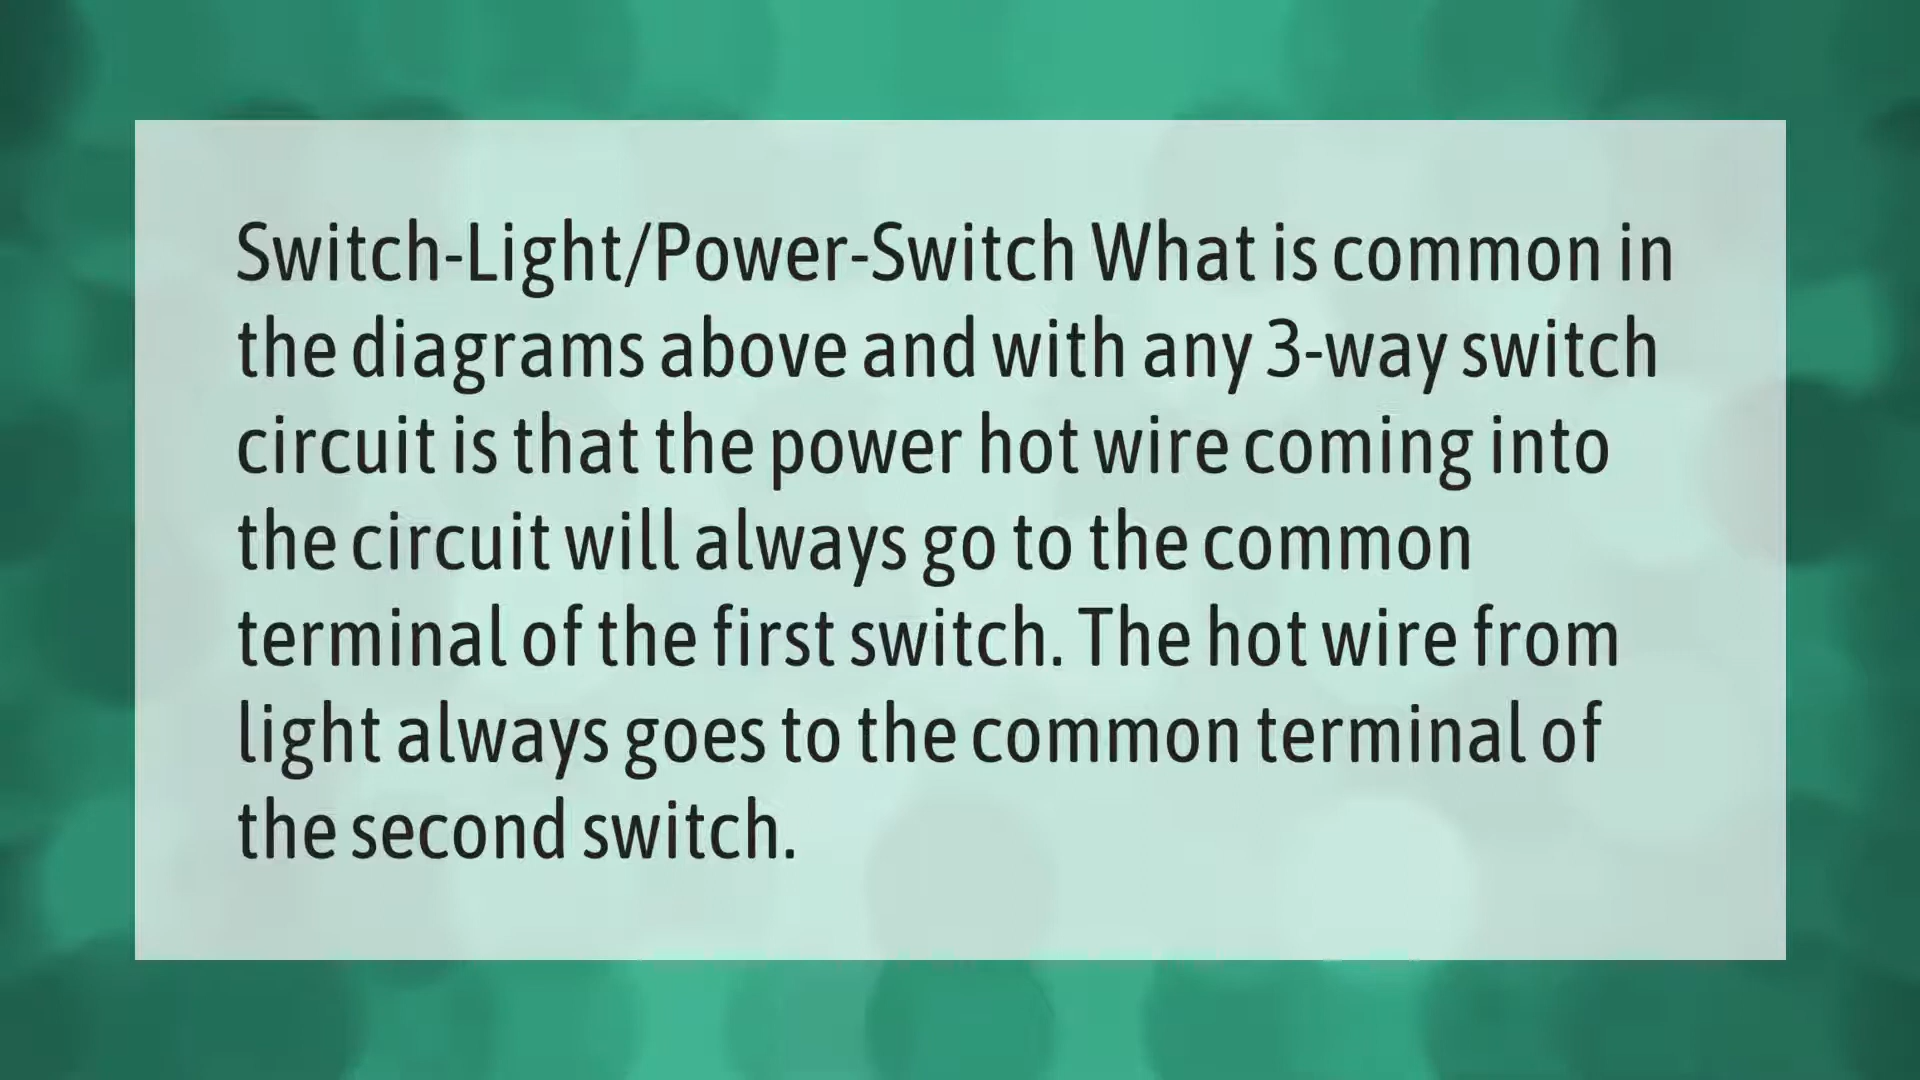 Switch-Light/Power-Switch What is common in
the diagrams above and with any 3-way switch
circuit is that the power hot wire coming into
the circuit will always go to the common
terminal of the first switch. The hot wire from
light always goes to the common terminal of
the second switch.